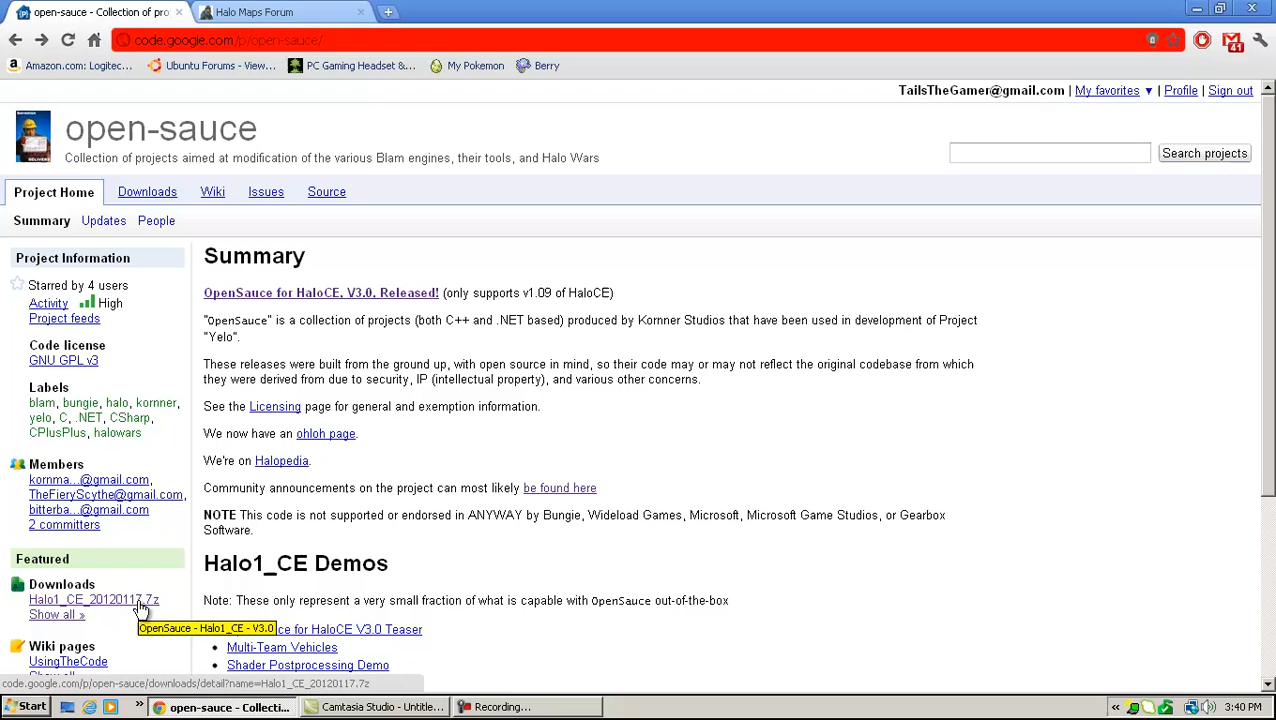 open-sauce - Collection of pro
Halo Maps Forum
code.google.com/p/open-sauce/
41
Amazon.com: Logitec...
Ubuntu Forums - View...
PC Gaming Headset &...
My Pokemon
Berry
TailsTheGamer@gmail.com | My favorites ▼ | Profile | Sign out
open-sauce
Collection of projects aimed at modification of the various Blam engines, their tools, and Halo Wars
Search projects
Project Home Downloads Wiki Issues Source
Summary Updates People
Project Information
Starred by 4 users
Activity High
Project feeds
Code license
GNU GPL v3
Labels
blam, bungie, halo, kornner,
yelo, C, .NET, CSharp,
CPlusPlus, halowars
Members
kornma...@gmail.com,
TheFieryScythe@gmail.com,
bitterba...@gmail.com
2 committers
Featured
Downloads
Halo1_CE_20120117.7z
Show all »
OpenSauce - Halo1_CE - V3.0
Wiki pages
UsingTheCode
Summary
OpenSauce for HaloCE, V3.0, Released! (only supports v1.09 of HaloCE)
"OpenSauce" is a collection of projects (both C++ and .NET based) produced by Kornner Studios that have been used in development of Project
"Yelo".
These releases were built from the ground up, with open source in mind, so their code may or may not reflect the original codebase from which
they were derived from due to security, IP (intellectual property), and various other concerns.
See the Licensing page for general and exemption information.
We now have an ohloh page.
We're on Halopedia.
Community announcements on the project can most likely be found here
NOTE This code is not supported or endorsed in ANYWAY by Bungie, Wideload Games, Microsoft, Microsoft Game Studios, or Gearbox
Software.
Halo1_CE Demos
Note: These only represent a very small fraction of what is capable with OpenSauce out-of-the-box
ce for HaloCE V3.0 Teaser
Multi-Team Vehicles
Shader Postprocessing Demo
code.google.com/p/open-sauce/downloads/detail?name=Halo1_CE_20120117.7z
Start
open-sauce - Collecti...
Camtasia Studio - Untitle...
Recording...
3:40 PM